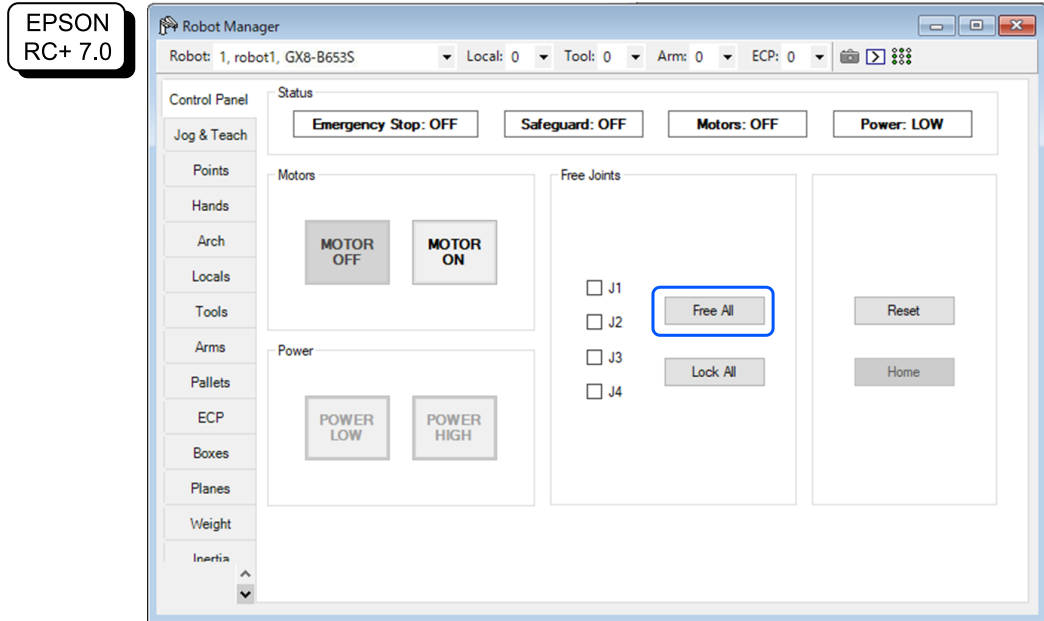 EPSON
RC+ 7.0
Robot Manager
Robot: 1, robot1, GX8-B653S Local: 0 Tool: 0 Arm: 0 ECP: 0
Control Panel
Jog & Teach
Points
Hands
Arch
Locals
Tools
Arms
Pallets
ECP
Boxes
Planes
Weight
Inertia
Status
Emergency Stop: OFF Safeguard: OFF Motors: OFF Power: LOW
Motors
MOTOR
OFF
MOTOR
ON
Power
POWER
LOW
POWER
HIGH
Free Joints
J1
J2
J3
J4
Free All
Lock All
Reset
Home